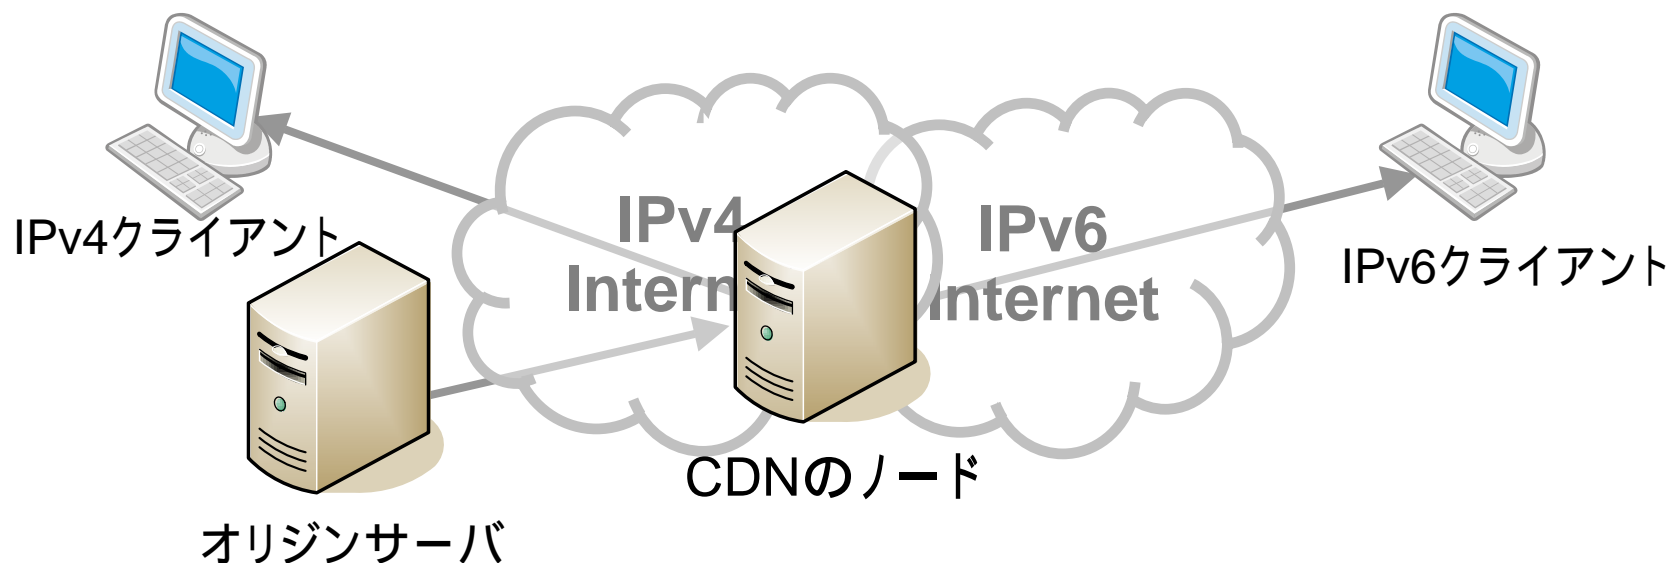 IPv4クライアント
IPv4
Internet
IPv6
Internet
IPv6クライアント
CDNのノード
オリジンサーバ